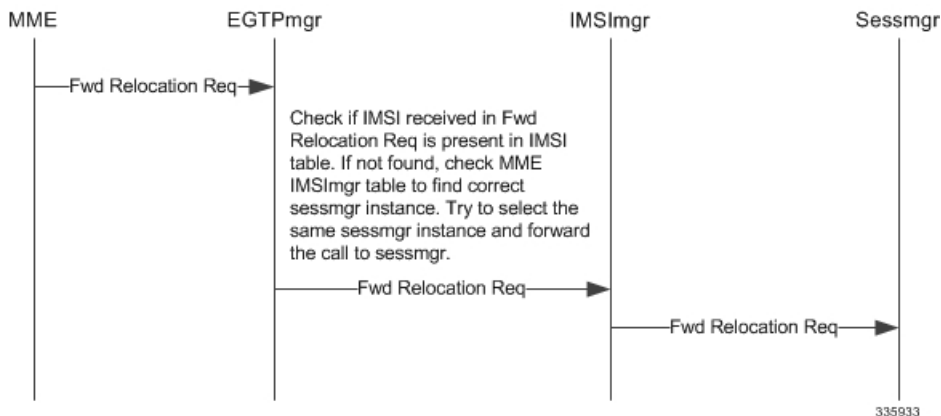 MME EGTPmgr IMSImgr Sessmgr
Fwd Relocation Req
Check if IMSI received in Fwd
Relocation Req is present in IMSI
table. If not found, check MME
IMSImgr table to find correct
sessmgr instance. Try to select the
same sessmgr instance and forward
the call to sessmgr.
Fwd Relocation Req
Fwd Relocation Req
335933